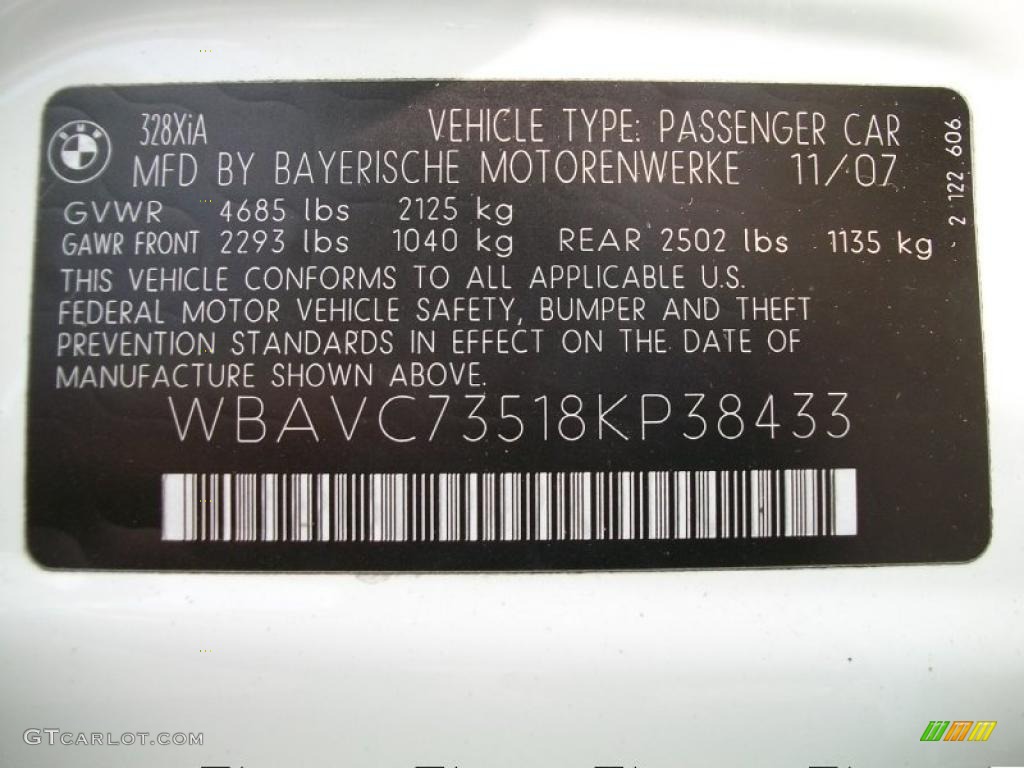 328XiA VEHICLE TYPE: PASSENGER CAR
MFD BY BAYERISCHE MOTORENWERKE 11/07
GVWR 4685 lbs 2125 kg
GAWR FRONT 2293 lbs 1040 kg REAR 2502 lbs 1135 kg
THIS VEHICLE CONFORMS TO ALL APPLICABLE U.S.
FEDERAL MOTOR VEHICLE SAFETY, BUMPER AND THEFT
PREVENTION STANDARDS IN EFFECT ON THE DATE OF
MANUFACTURE SHOWN ABOVE.
WBAVC73518KP38433
2 122 606
GTCARLOT.COM